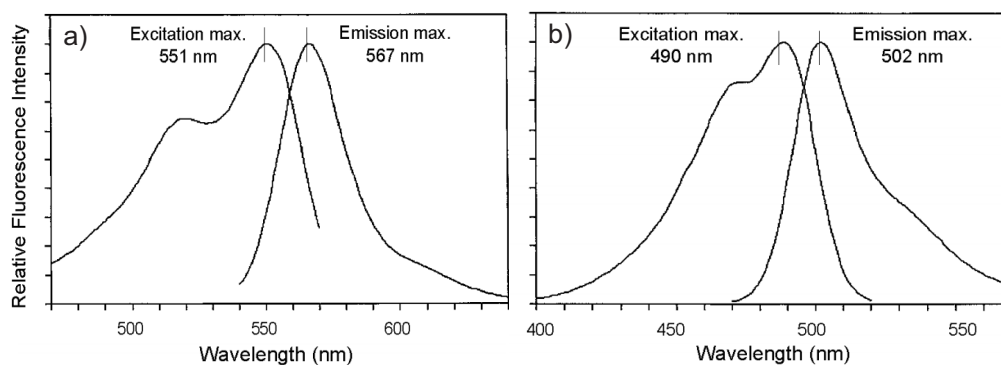 Relative Fluorescence Intensity
a)
Excitation max.
551 nm
Emission max.
567 nm
500 550 600
Wavelength (nm)
b)
Excitation max.
490 nm
Emission max.
502 nm
400 450 500 550
Wavelength (nm)